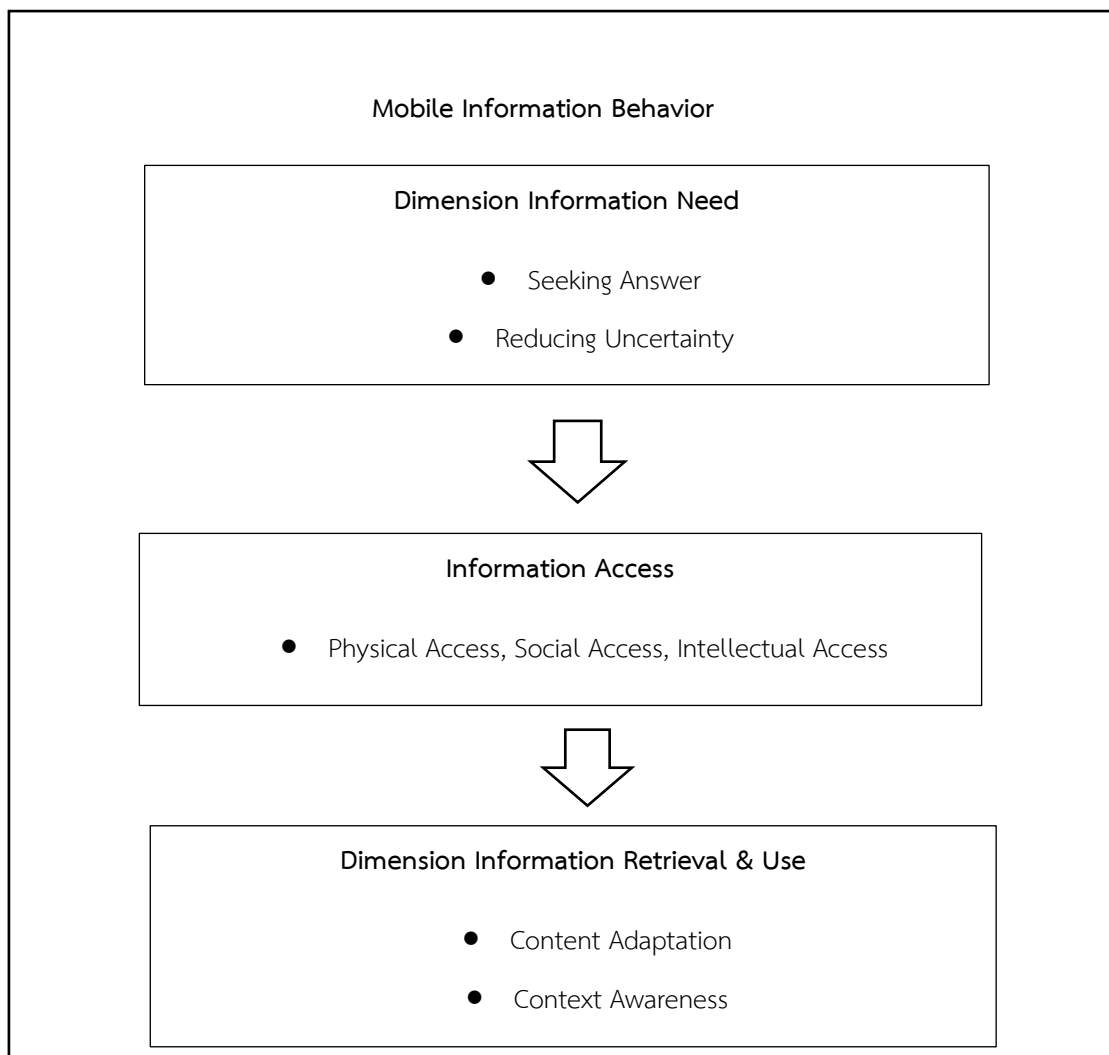 Mobile Information Behavior
Dimension Information Need
● Seeking Answer
● Reducing Uncertainty
Information Access
● Physical Access, Social Access, Intellectual Access
Dimension Information Retrieval & Use
● Content Adaptation
● Context Awareness